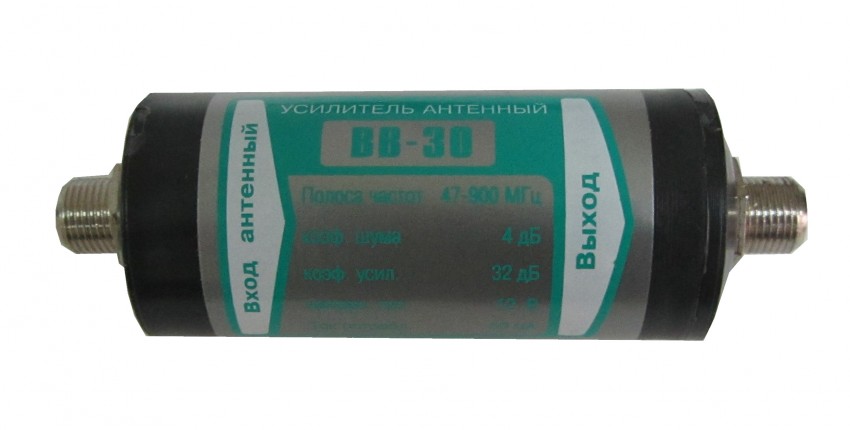 УСИЛИТЕЛЬ АНТЕННЫЙ
ВВ-30
Вход антенный
Полоса частот 47-900 МГц
коэф. шума 4 дБ
коэф. усил 32 дБ
Выход